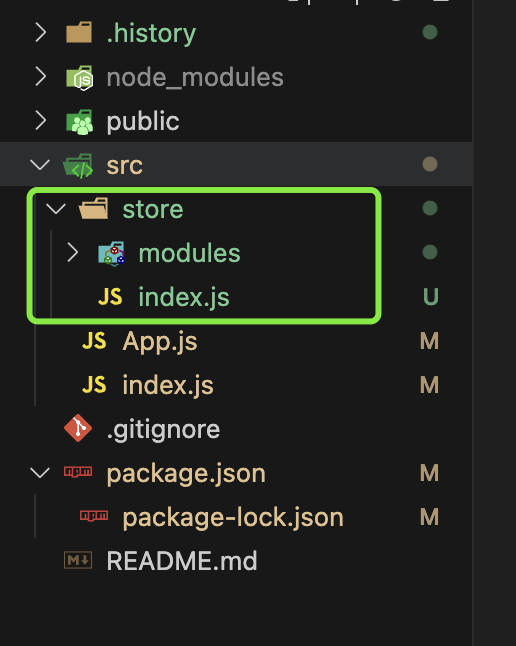 .history
node_modules
public
src
store
modules
JS index.js U
JS App.js M
JS index.js M
.gitignore
package.json M
package-lock.json M
M↓ README.md